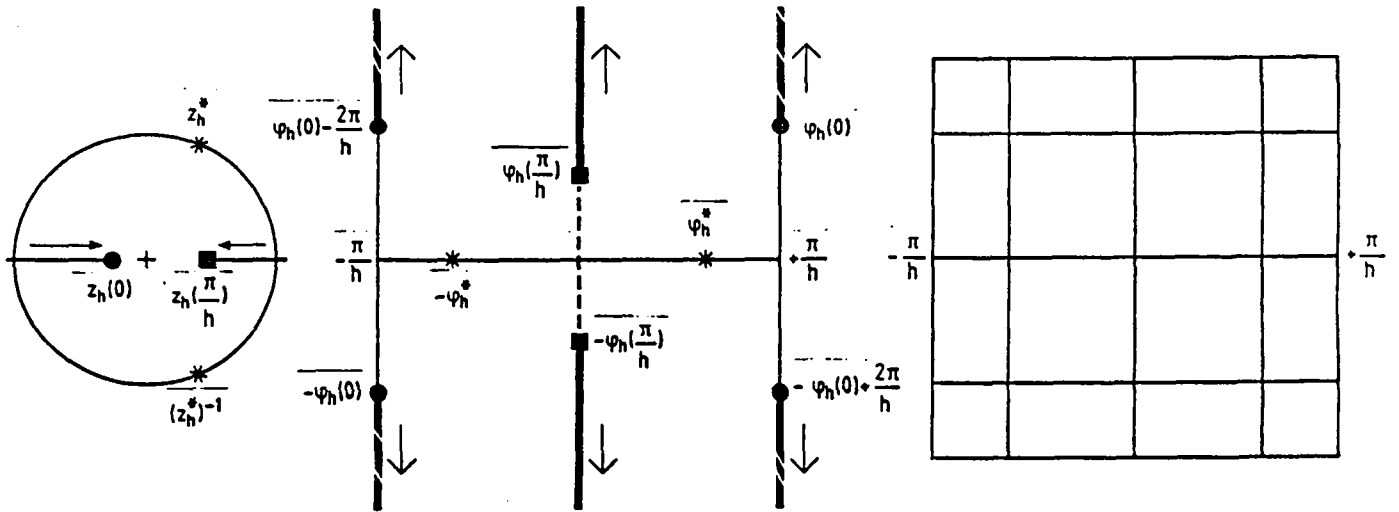 z_h^*
z_h(0)
z_h(π/h)
(z_h^*)^{-1}
φ_h(0) - 2π/h
φ_h(π/h)
φ_h(0)
φ_h^*
-π/h
+π/h
-φ_h^*
-φ_h(π/h)
-φ_h(0)
-φ_h(0) + 2π/h
-π/h
+π/h